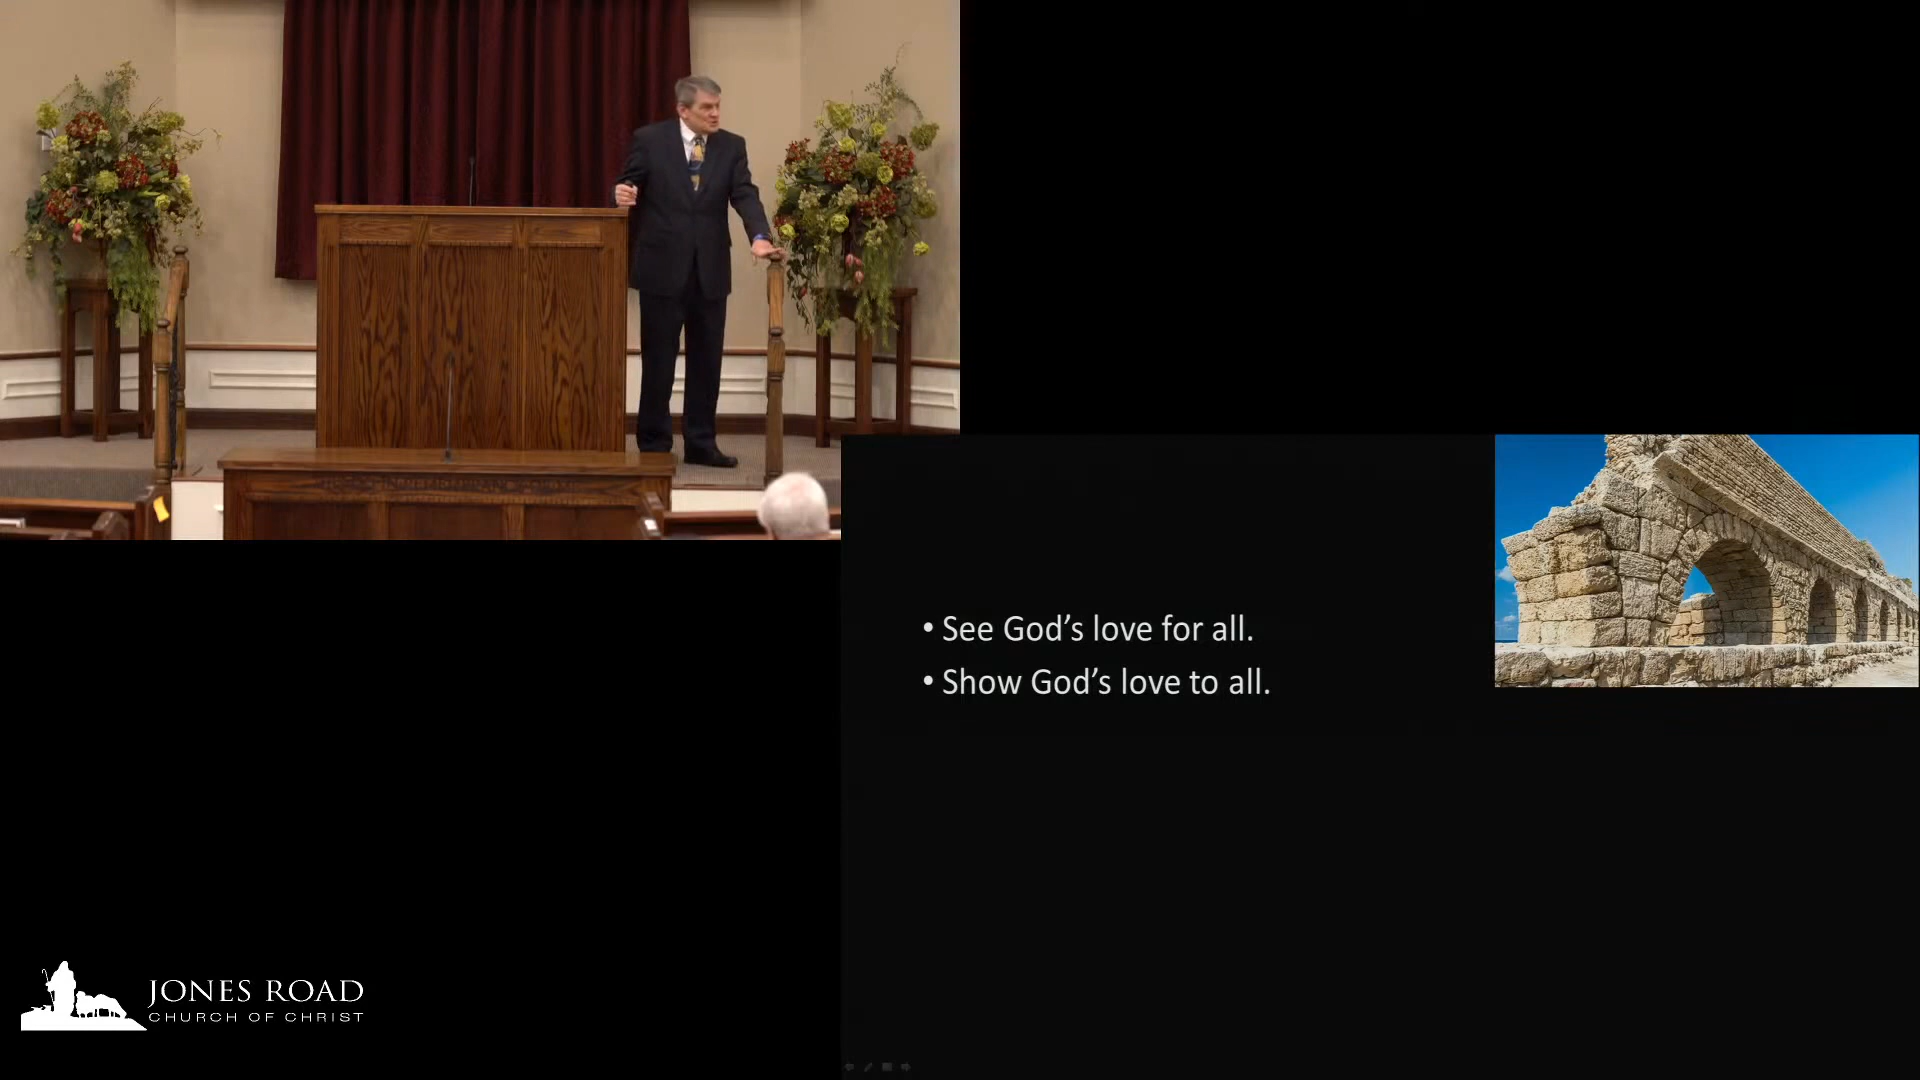 • See God's love for all.
• Show God's love to all.
JONES ROAD
CHURCH OF CHRIST